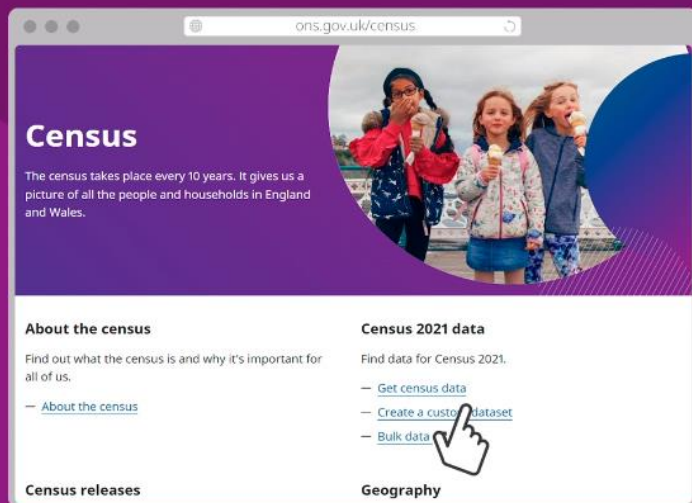 ons.gov.uk/census
Census
The census takes place every 10 years. It gives us a
picture of all the people and households in England
and Wales.
About the census
Find out what the census is and why it's important for
all of us.
— About the census
Census 2021 data
Find data for Census 2021.
— Get census data
— Create a custom dataset
— Bulk data
Census releases
Geography